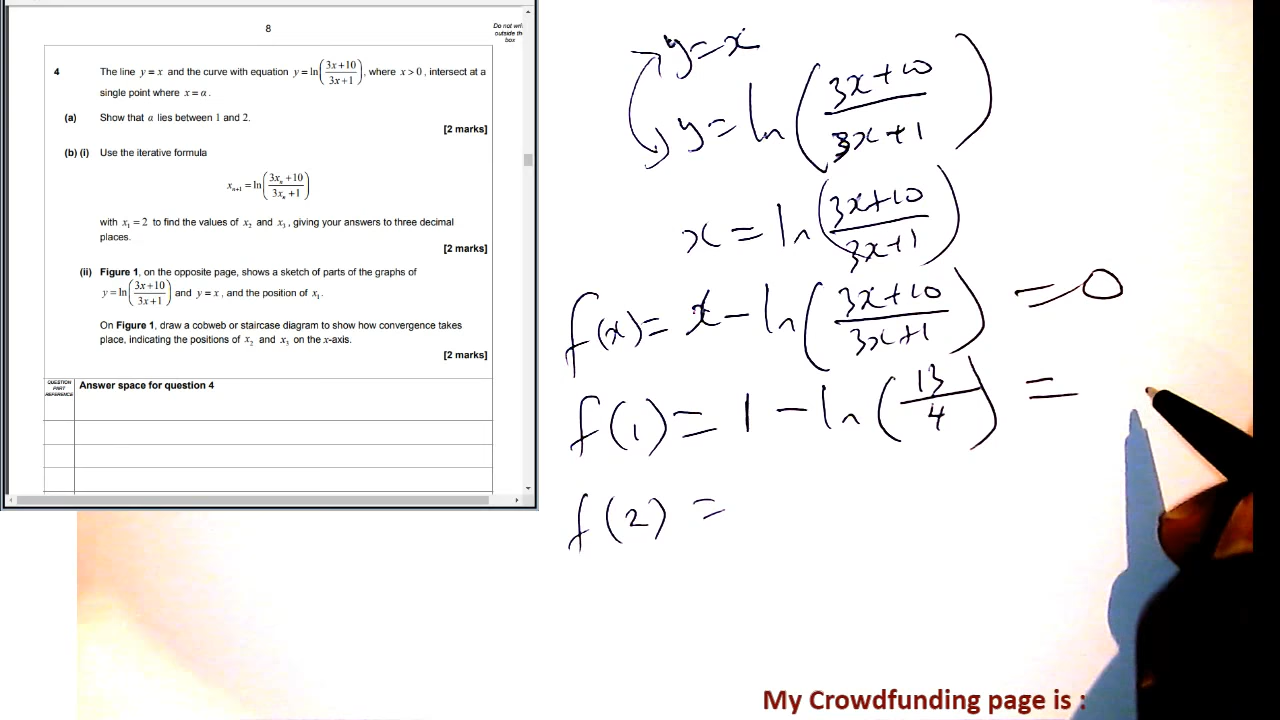 8
Do not wri
outside th
box
4 The line y = x and the curve with equation y = ln((3x+10)/(3x+1)), where x > 0, intersect at a
single point where x = α.
(a) Show that α lies between 1 and 2.
[2 marks]
(b) (i) Use the iterative formula
xₙ₊₁ = ln((3xₙ+10)/(3xₙ+1))
with x₁ = 2 to find the values of x₂ and x₃, giving your answers to three decimal
places.
[2 marks]
(ii) Figure 1, on the opposite page, shows a sketch of parts of the graphs of
y = ln((3x+10)/(3x+1)) and y = x, and the position of x₁.
On Figure 1, draw a cobweb or staircase diagram to show how convergence takes
place, indicating the positions of x₂ and x₃ on the x-axis.
[2 marks]
QUESTION
PART
REFERENCE
Answer space for question 4
y = x
y = ln((3x+10)/(3x+1))
x = ln((3x+10)/(3x+1))
f(x) = x - ln((3x+10)/(3x+1)) = 0
f(1) = 1 - ln(13/4) =
f(2) =
My Crowdfunding page is :